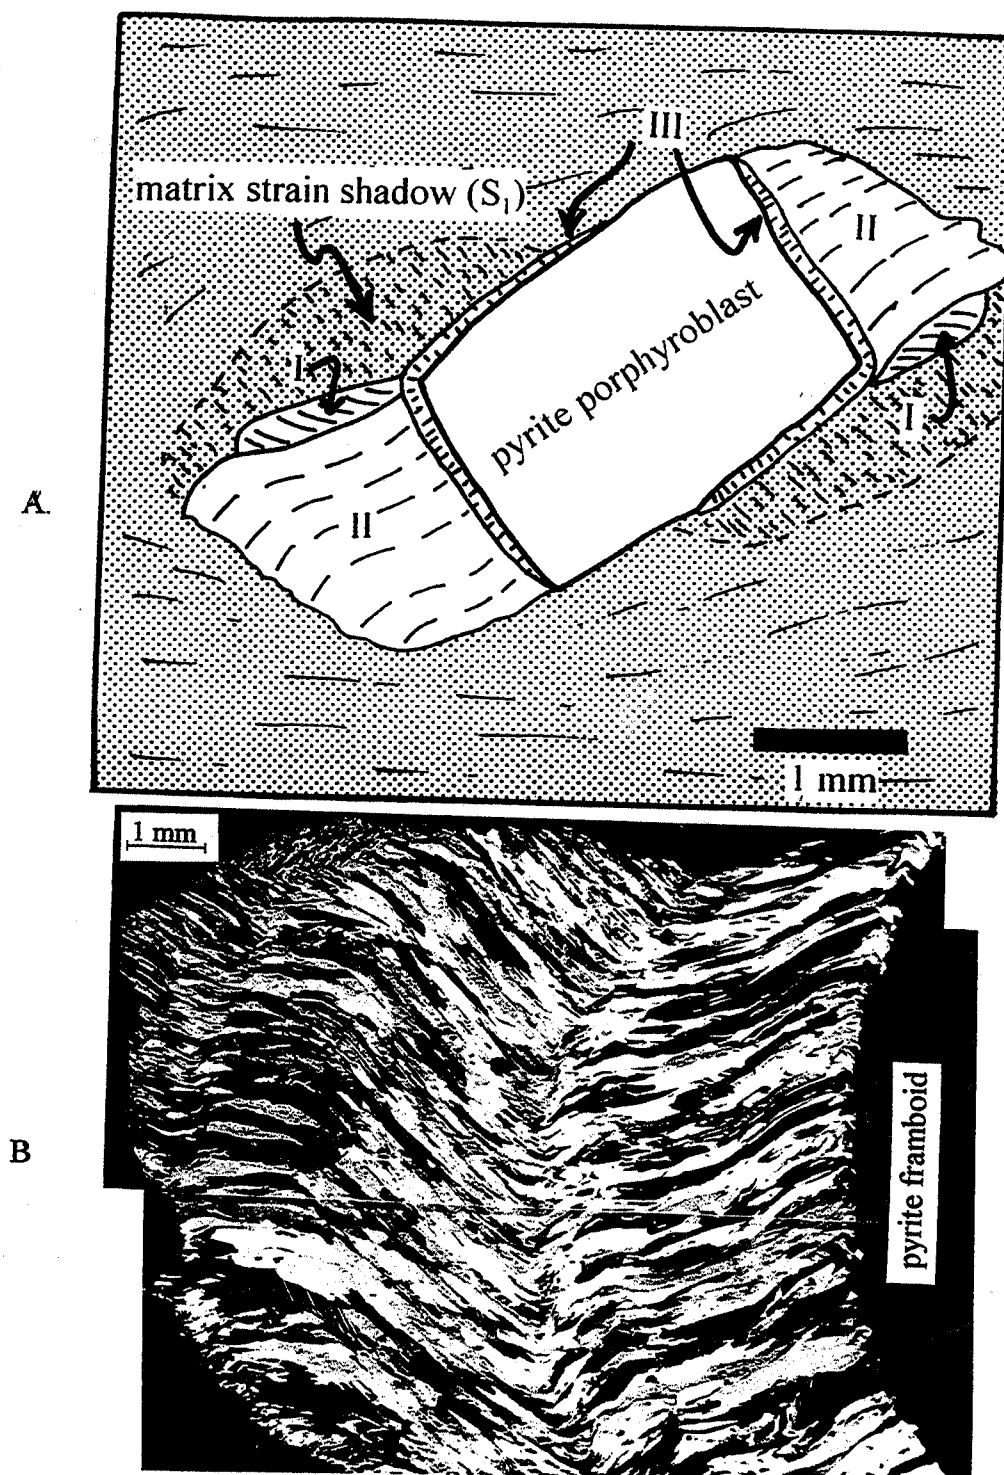 III
matrix strain shadow (S₁)
II
I
pyrite porphyroblast
I
II
A.
1 mm
1 mm
pyrite framboid
B